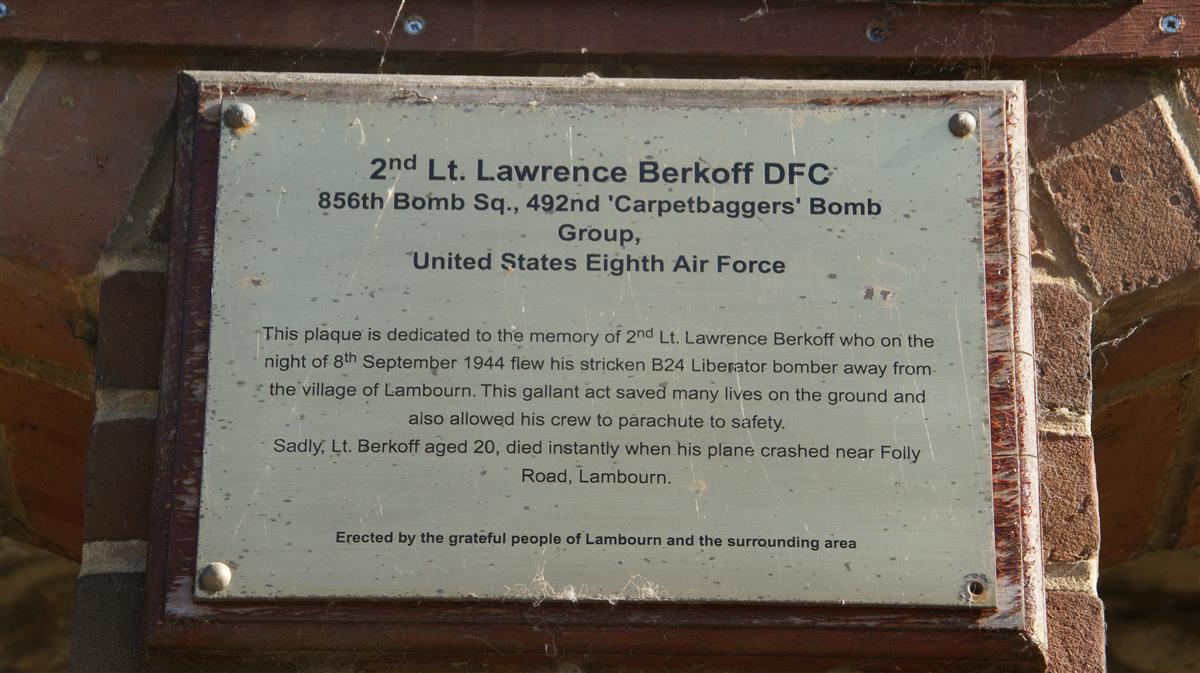 2nd Lt. Lawrence Berkoff DFC
856th Bomb Sq., 492nd 'Carpetbaggers' Bomb
Group,
United States Eighth Air Force
This plaque is dedicated to the memory of 2nd Lt. Lawrence Berkoff who on the
night of 8th September 1944 flew his stricken B24 Liberator bomber away from
the village of Lambourn. This gallant act saved many lives on the ground and
also allowed his crew to parachute to safety.
Sadly, Lt. Berkoff aged 20, died instantly when his plane crashed near Folly
Road, Lambourn.
Erected by the grateful people of Lambourn and the surrounding area